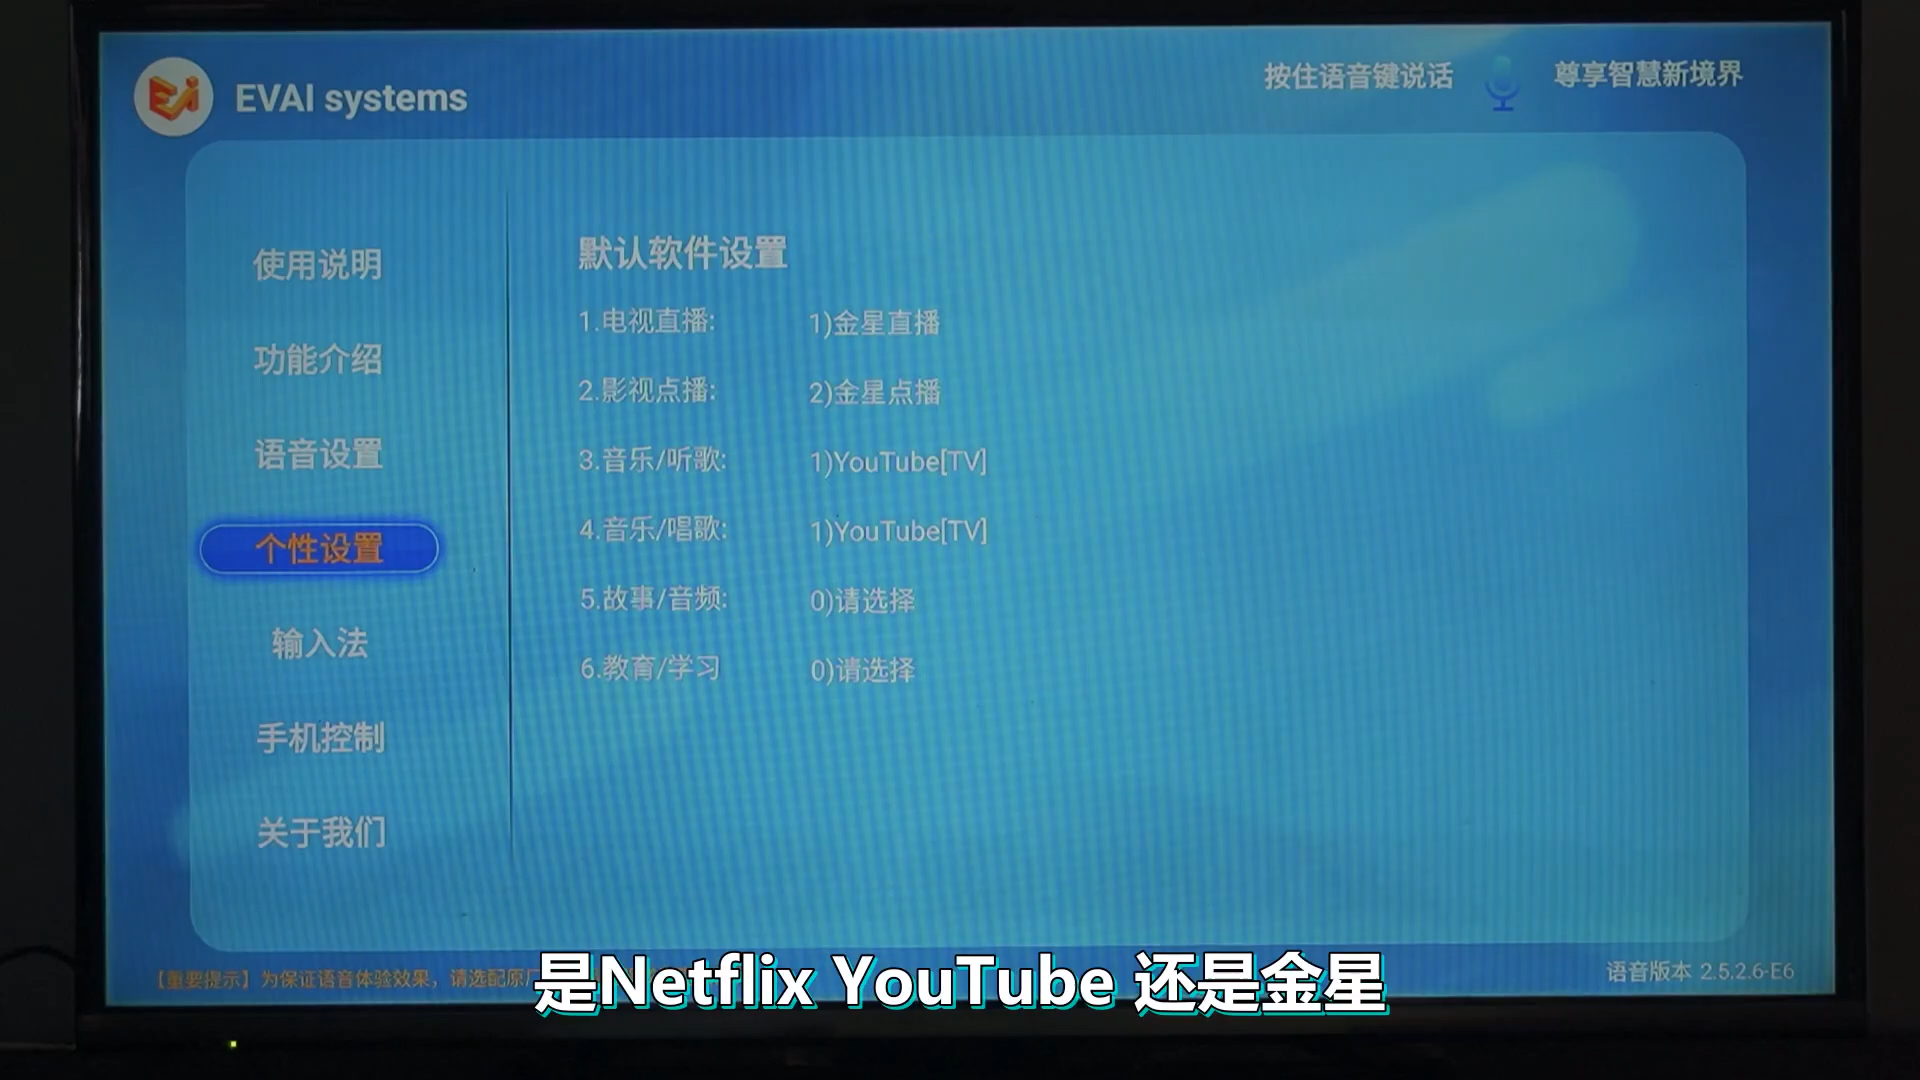 EVAI systems
按住语音键说话
尊享智慧新境界
使用说明
功能介绍
语音设置
个性设置
输入法
手机控制
关于我们
默认软件设置
1.电视直播: 1)金星直播
2.影视点播: 2)金星点播
3.音乐/听歌: 1)YouTube[TV]
4.音乐/唱歌: 1)YouTube[TV]
5.故事/音频: 0)请选择
6.教育/学习 0)请选择
【重要提示】为保证语音体验效果，请选配原厂
语音版本 2.5.2.6-E6
是Netflix YouTube 还是金星